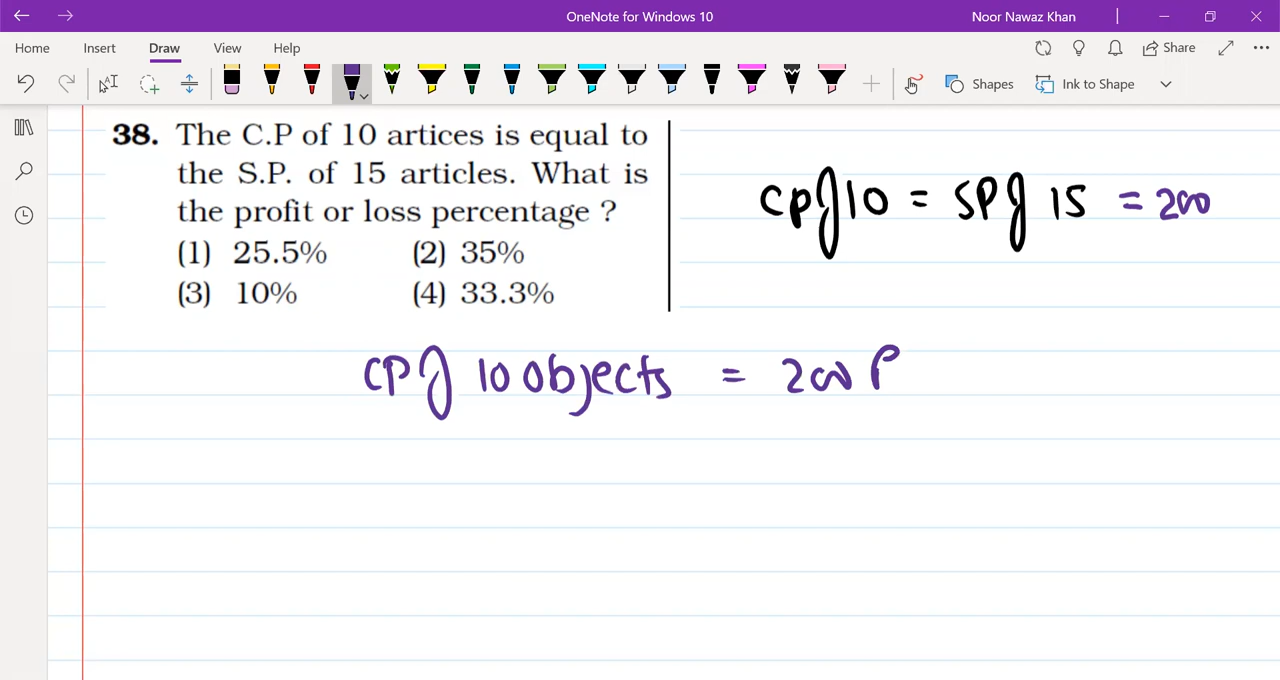 OneNote for Windows 10
Noor Nawaz Khan
Home Insert Draw View Help
Share
Shapes Ink to Shape
38. The C.P of 10 artices is equal to
the S.P. of 15 articles. What is
the profit or loss percentage ?
(1) 25.5% (2) 35%
(3) 10% (4) 33.3%
CP of 10 = SP of 15 = 200
CP of 10 objects = 200 P